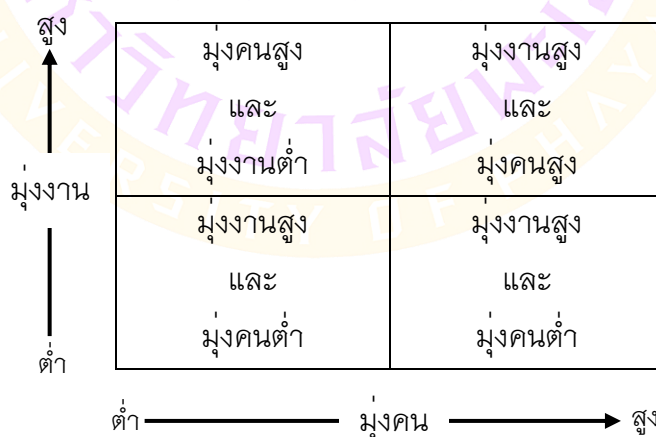 สูง
มุ่งคนสูง
และ
มุ่งงานต่ำ
มุ่งงานสูง
และ
มุ่งคนสูง
มุ่งงาน
มุ่งงานสูง
และ
มุ่งคนต่ำ
มุ่งงานสูง
และ
มุ่งคนต่ำ
ต่ำ
ต่ำ มุ่งคน สูง